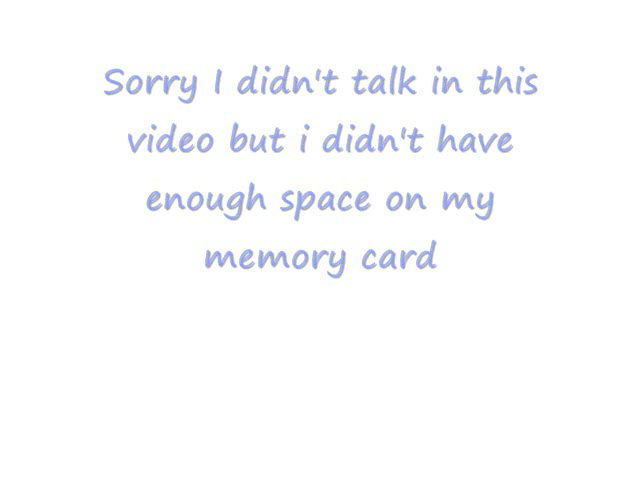 Sorry I didn't talk in this
video but i didn't have
enough space on my
memory card